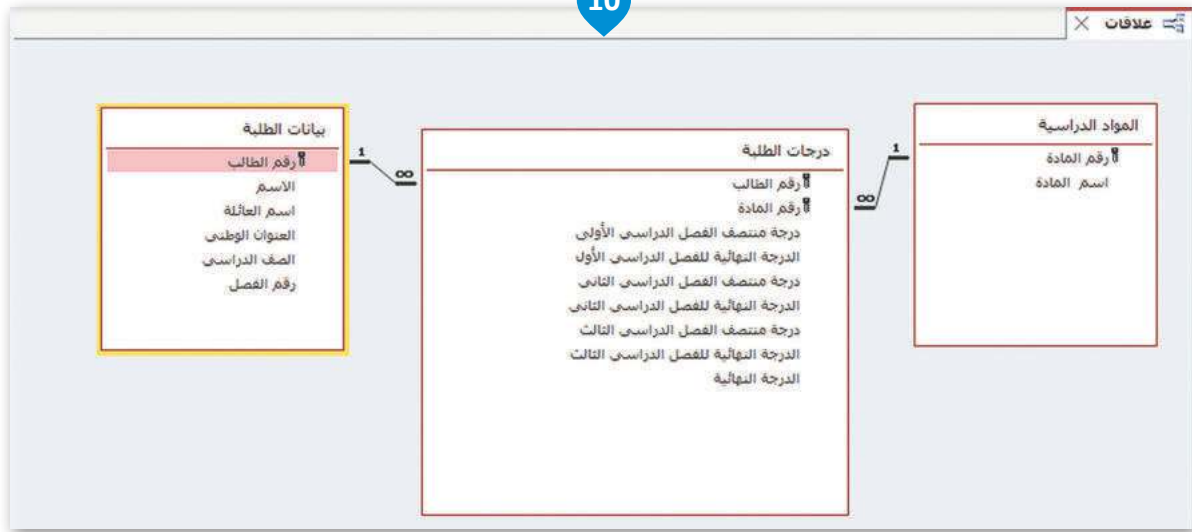 10
علاقات
المواد الدراسية
رقم المادة
اسم المادة
1
∞
درجات الطلبة
رقم الطالب
رقم المادة
درجة منتصف الفصل الدراسي الأولى
الدرجة النهائية للفصل الدراسي الأول
درجة منتصف الفصل الدراسي الثاني
الدرجة النهائية للفصل الدراسي الثاني
درجة منتصف الفصل الدراسي الثالث
الدرجة النهائية للفصل الدراسي الثالث
الدرجة النهائية
1
∞
بيانات الطلبة
رقم الطالب
الاسم
اسم العائلة
العنوان الوطني
الصف الدراسي
رقم الفصل